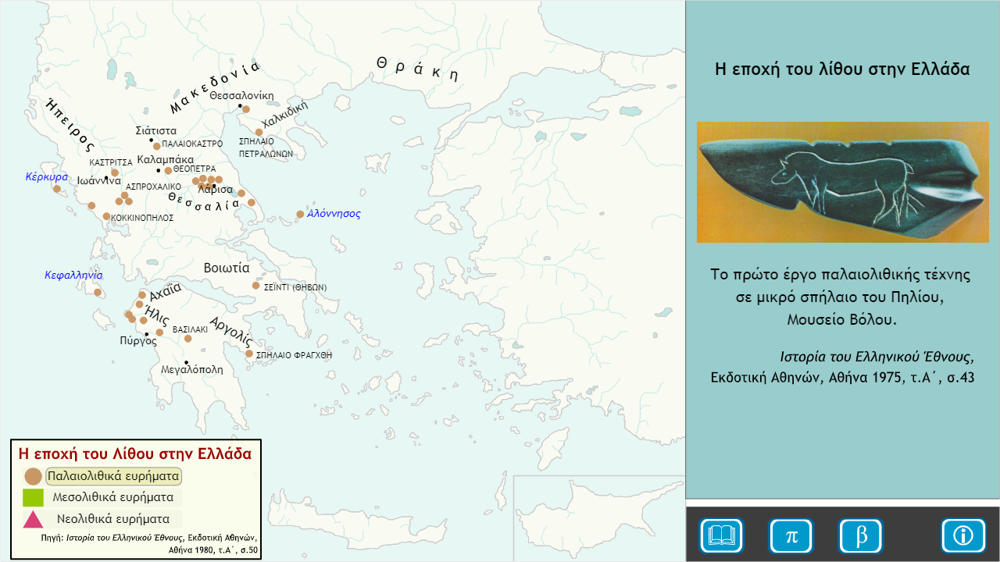 Θράκη
Μακεδονία
Θεσσαλονίκη
Χαλκιδική
Ήπειρος
Σιάτιστα
ΠΑΛΑΙΟΚΑΣΤΡΟ
ΣΠΗΛΑΙΟ
ΠΕΤΡΑΛΩΝΩΝ
ΚΑΣΤΡΙΤΣΑ
Καλαμπάκα
ΘΕΟΠΕΤΡΑ
Κέρκυρα
Ιωάννινα
ΑΣΠΡΟΧΑΛΙΚΟ
Λάρισα
Θεσσαλία
Αλόννησος
ΚΟΚΚΙΝΟΠΗΛΟΣ
Κεφαλληνία
Βοιωτία
ΣΕΪΝΤΙ (ΘΗΒΩΝ)
Αχαΐα
Ήλις
Αργολίς
ΒΑΣΙΛΑΚΙ
Πύργος
ΣΠΗΛΑΙΟ ΦΡΑΓΧΘΗ
Μεγαλόπολη
Η εποχή του Λίθου στην Ελλάδα
Παλαιολιθικά ευρήματα
Μεσολιθικά ευρήματα
Νεολιθικά ευρήματα
Πηγή: Ιστορία του Ελληνικού Έθνους, Εκδοτική Αθηνών,
Αθήνα 1980, τ.Α΄, σ.50
Η εποχή του λίθου στην Ελλάδα
Το πρώτο έργο παλαιολιθικής τέχνης
σε μικρό σπήλαιο του Πηλίου,
Μουσείο Βόλου.
Ιστορία του Ελληνικού Έθνους,
Εκδοτική Αθηνών, Αθήνα 1975, τ.Α΄, σ.43
π β